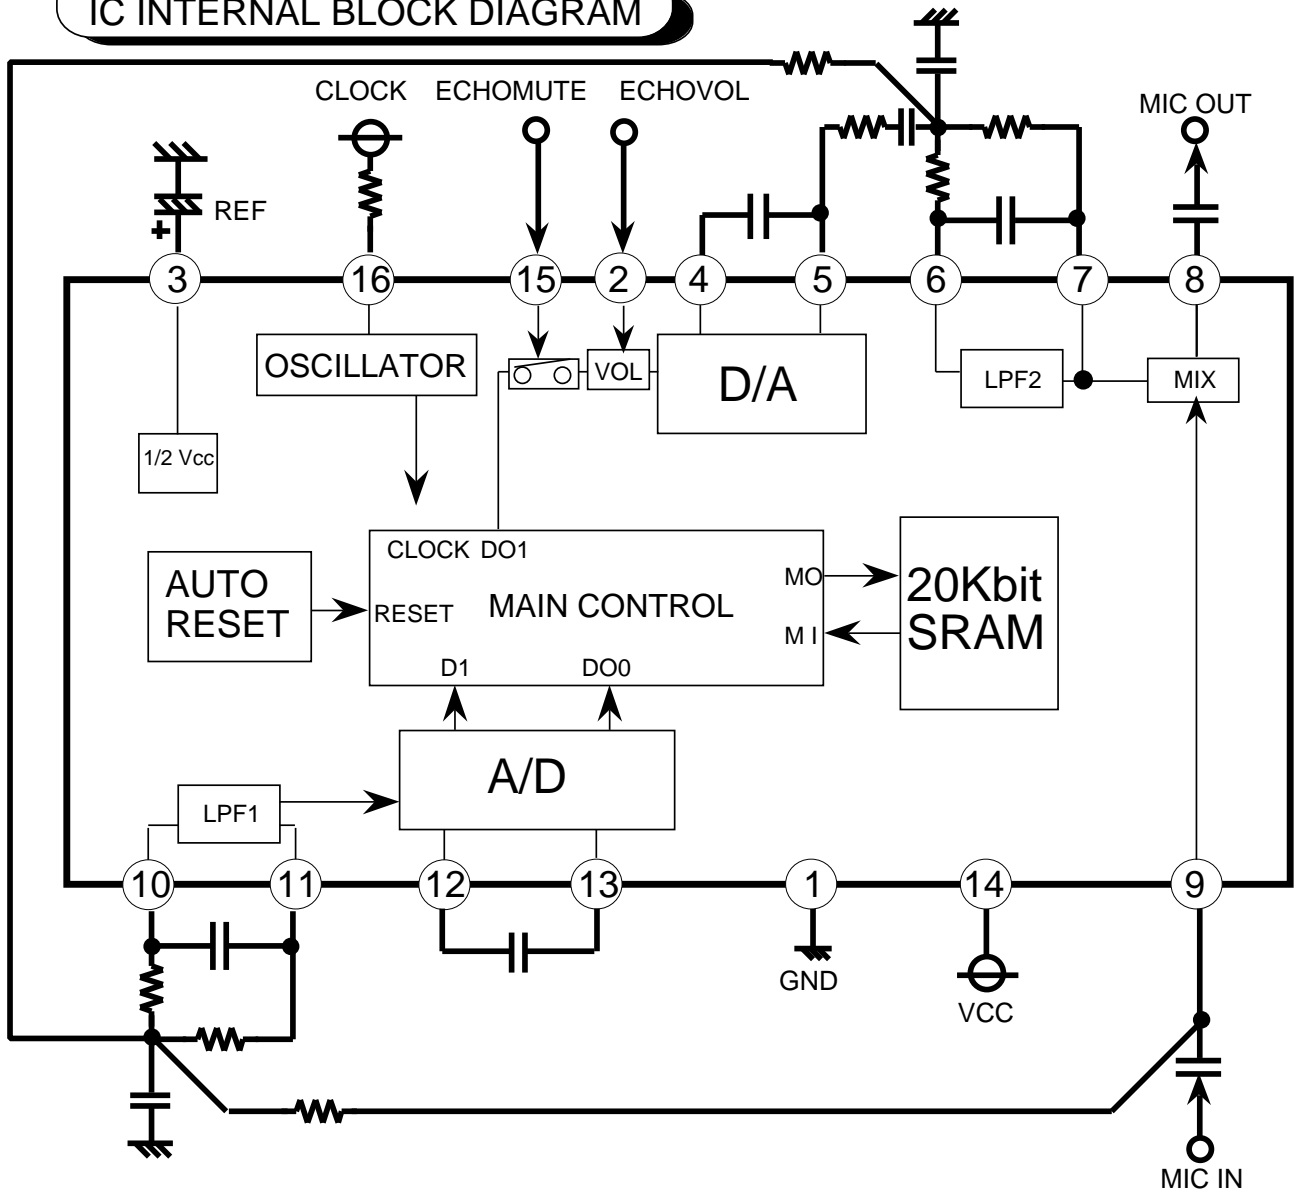 IC INTERNAL BLOCK DIAGRAM
CLOCK ECHOMUTE ECHOVOL
MIC OUT
REF
+
3 16 15 2 4 5 6 7 8
OSCILLATOR
VOL
D/A
LPF2
MIX
1/2 Vcc
CLOCK DO1
AUTO
RESET
RESET
MAIN CONTROL
MO
M I
20Kbit
SRAM
D1 DO0
A/D
LPF1
10 11 12 13 1 14 9
GND
VCC
MIC IN